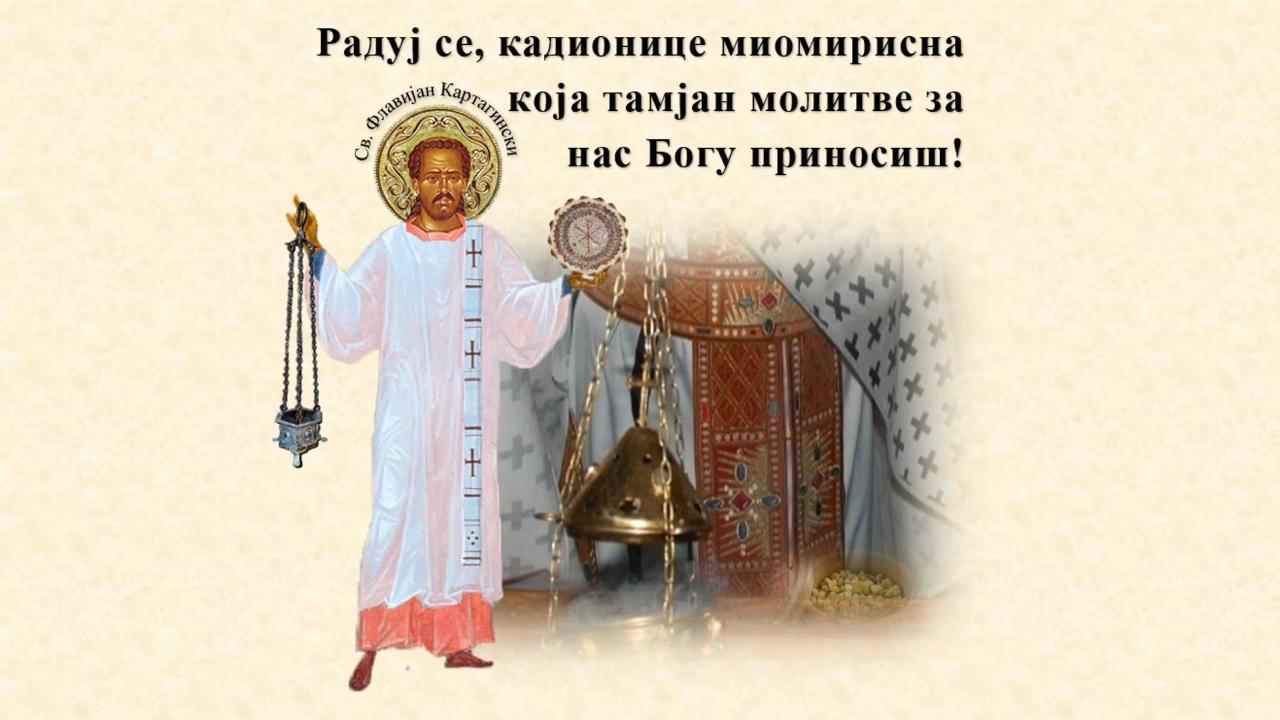 Радуј се, кадионице миомирисна
која тамјан молитве за
нас Богу приносиш!
Св. Флавијан Картагински